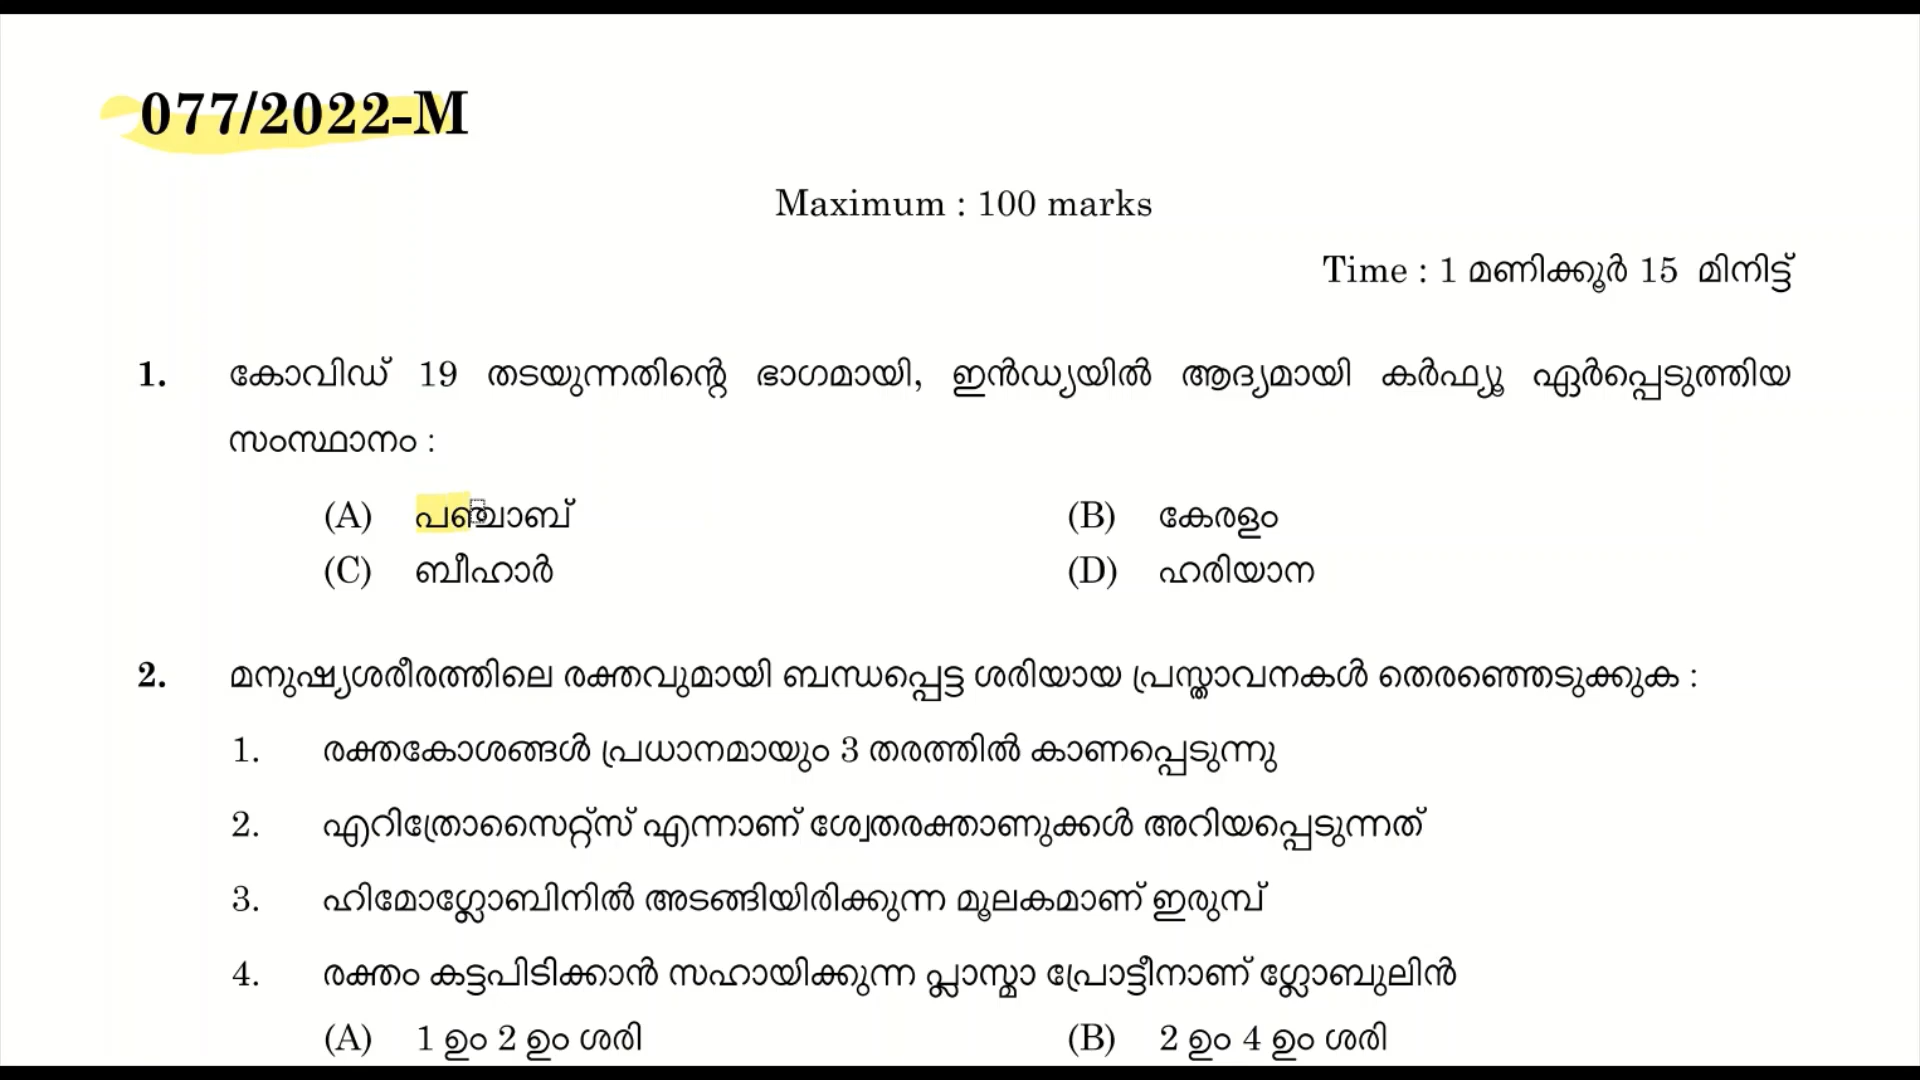 077/2022-M
Maximum : 100 marks
Time : 1 മണിക്കൂർ 15 മിനിട്ട്
1. കോവിഡ് 19 തടയുന്നതിന്റെ ഭാഗമായി, ഇൻഡ്യയിൽ ആദ്യമായി കർഫ്യൂ ഏർപ്പെടുത്തിയ
സംസ്ഥാനം :
(A) പഞ്ചാബ് (B) കേരളം
(C) ബീഹാർ (D) ഹരിയാന
2. മനുഷ്യശരീരത്തിലെ രക്തവുമായി ബന്ധപ്പെട്ട ശരിയായ പ്രസ്താവനകൾ തെരഞ്ഞെടുക്കുക :
1. രക്തകോശങ്ങൾ പ്രധാനമായും 3 തരത്തിൽ കാണപ്പെടുന്നു
2. എറിത്രോസൈറ്റ്സ് എന്നാണ് ശ്വേതരക്താണുക്കൾ അറിയപ്പെടുന്നത്
3. ഹിമോഗ്ലോബിനിൽ അടങ്ങിയിരിക്കുന്ന മൂലകമാണ് ഇരുമ്പ്
4. രക്തം കട്ടപിടിക്കാൻ സഹായിക്കുന്ന പ്ലാസ്മാ പ്രോട്ടീനാണ് ഗ്ലോബുലിൻ
(A) 1 ഉം 2 ഉം ശരി (B) 2 ഉം 4 ഉം ശരി